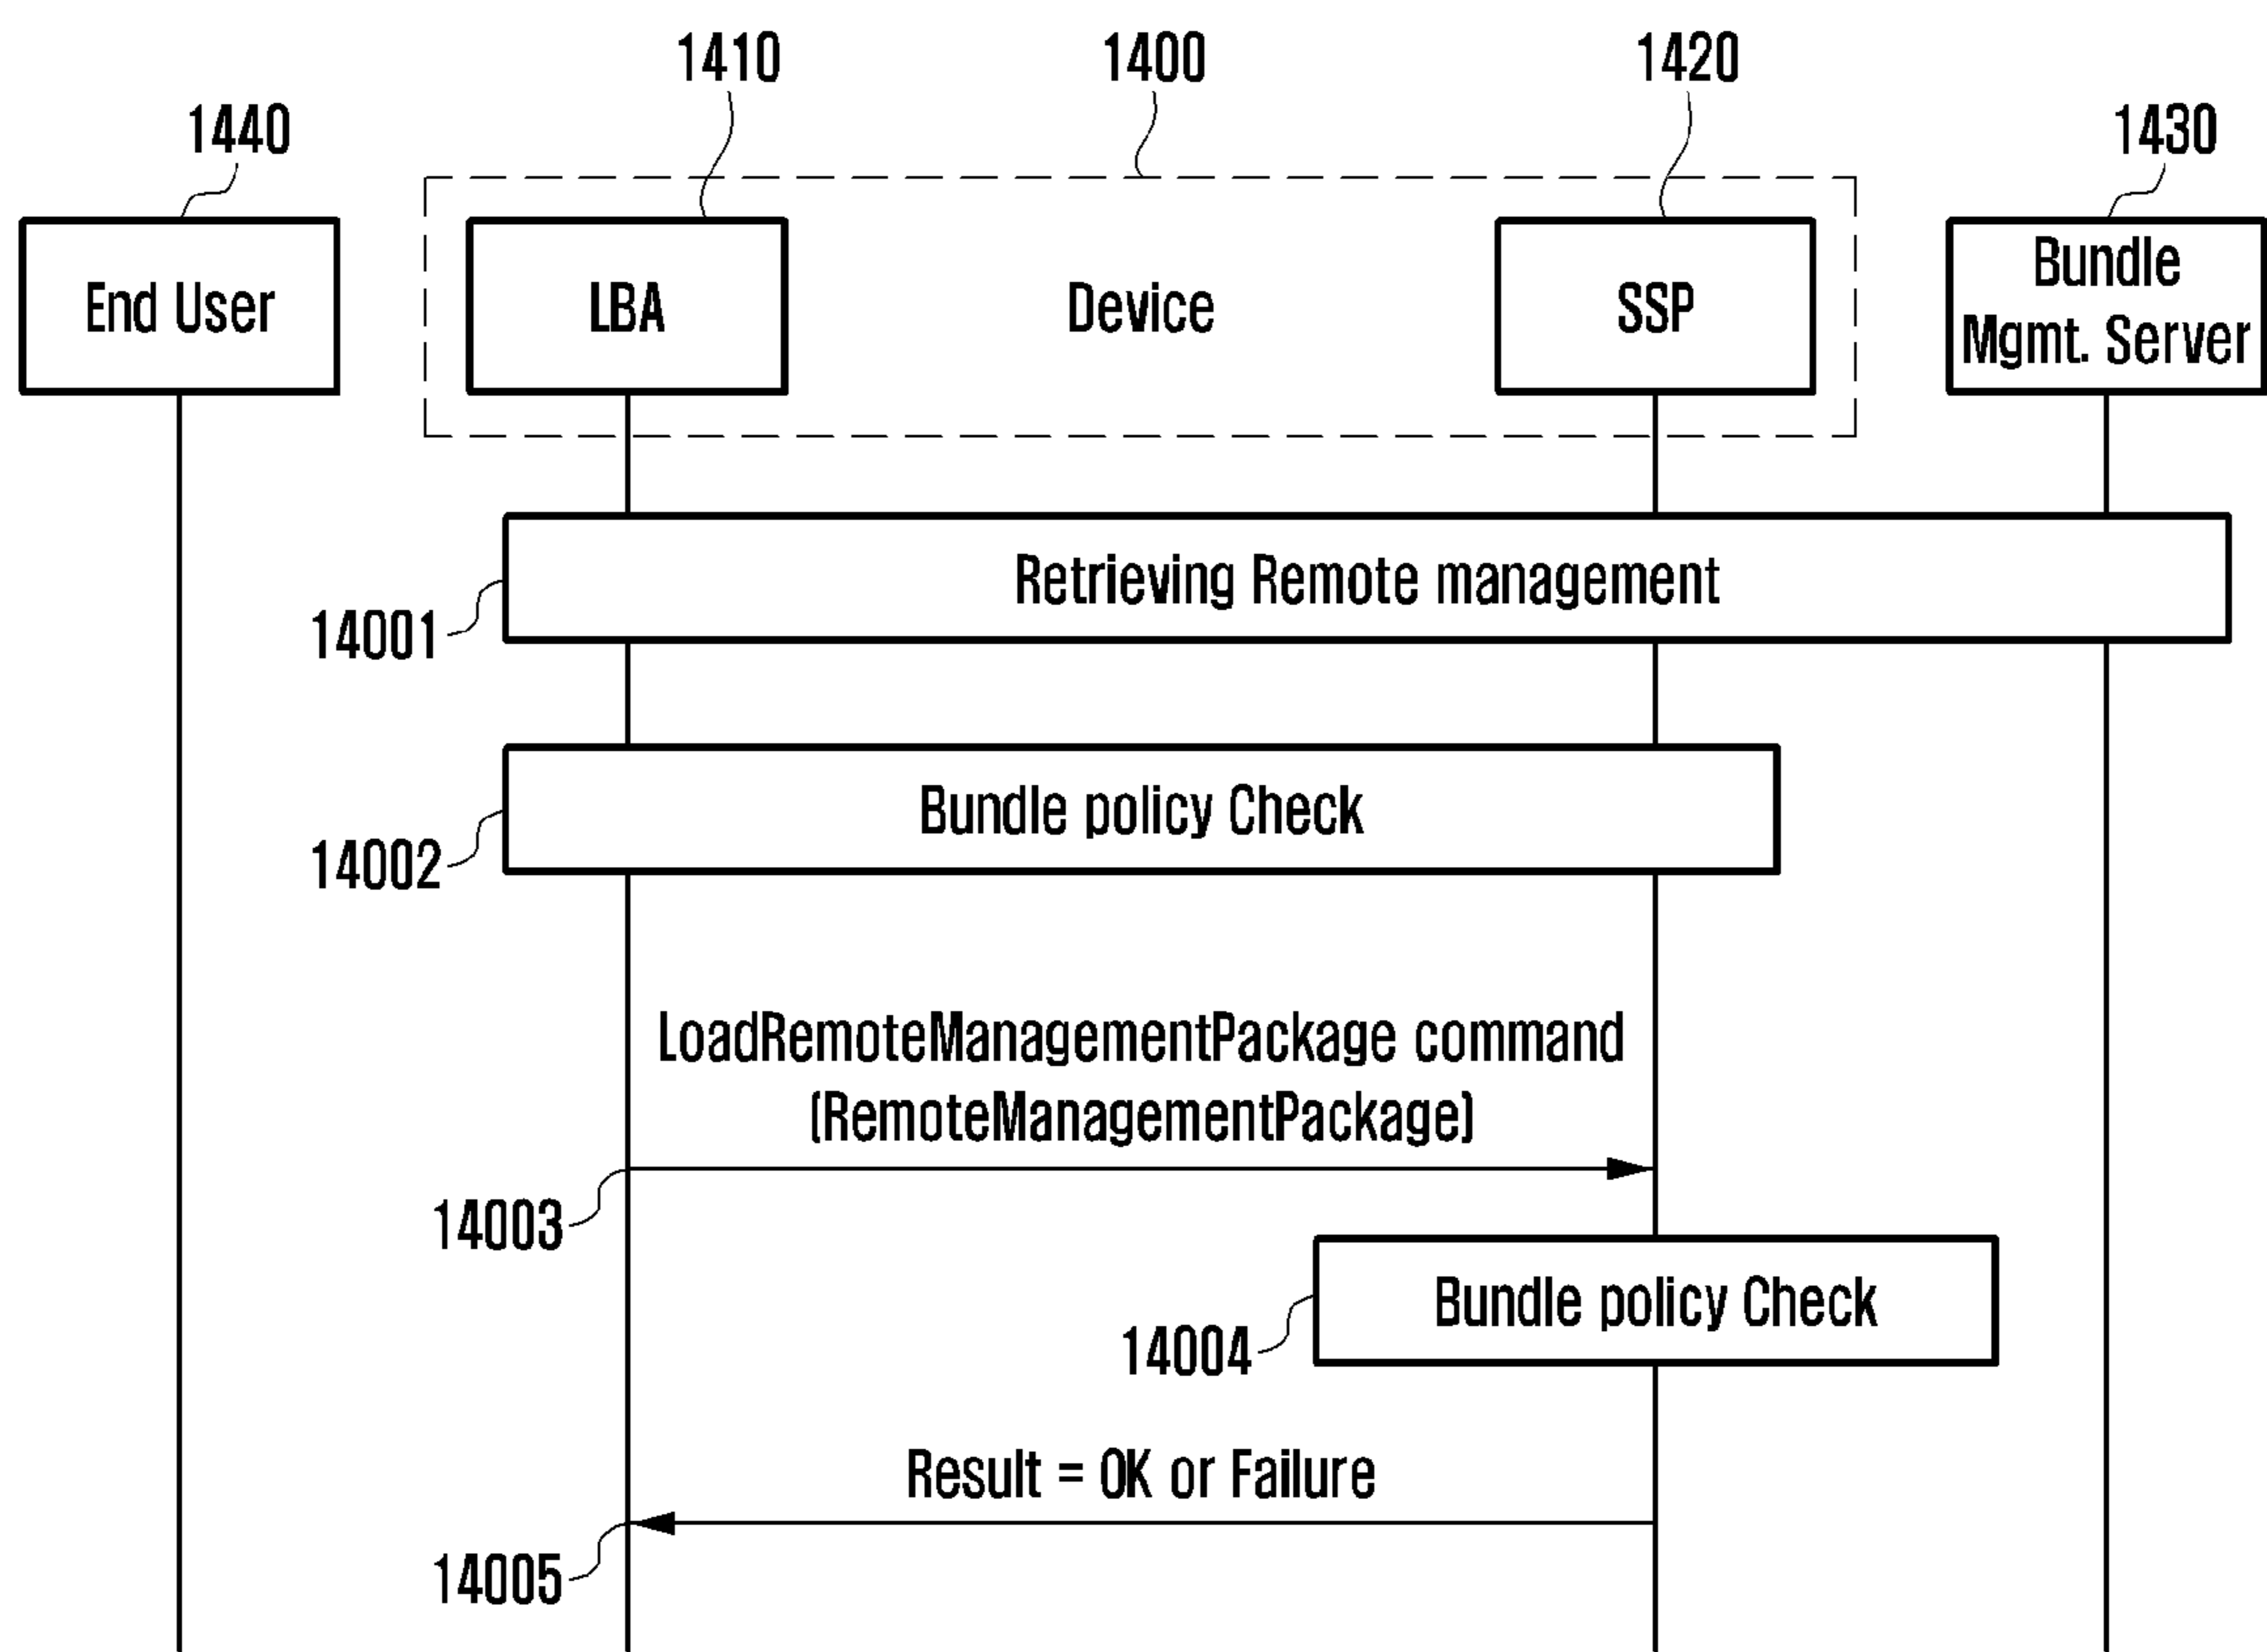 1410
1400
1420
1440
1430
End User
LBA
Device
SSP
Bundle
Mgmt. Server
Retrieving Remote management
14001
Bundle policy Check
14002
LoadRemoteManagementPackage command
(RemoteManagementPackage)
14003
Bundle policy Check
14004
Result = OK or Failure
14005